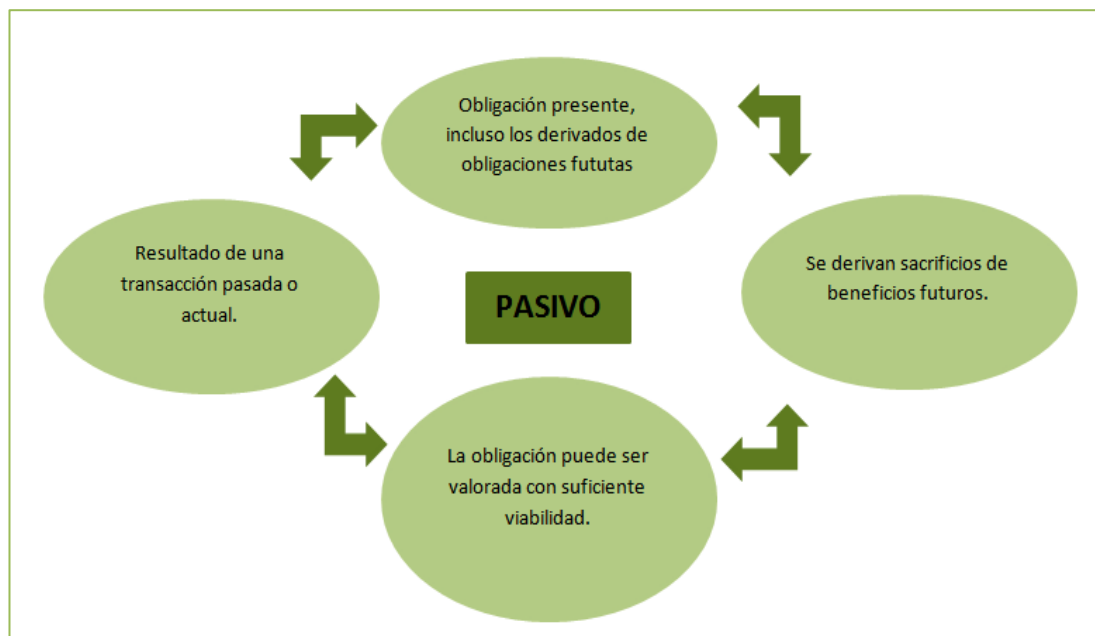 Obligación presente,
incluso los derivados de
obligaciones fututas
Resultado de una
transacción pasada o
actual.
PASIVO
Se derivan sacrificios de
beneficios futuros.
La obligación puede ser
valorada con suficiente
viabilidad.